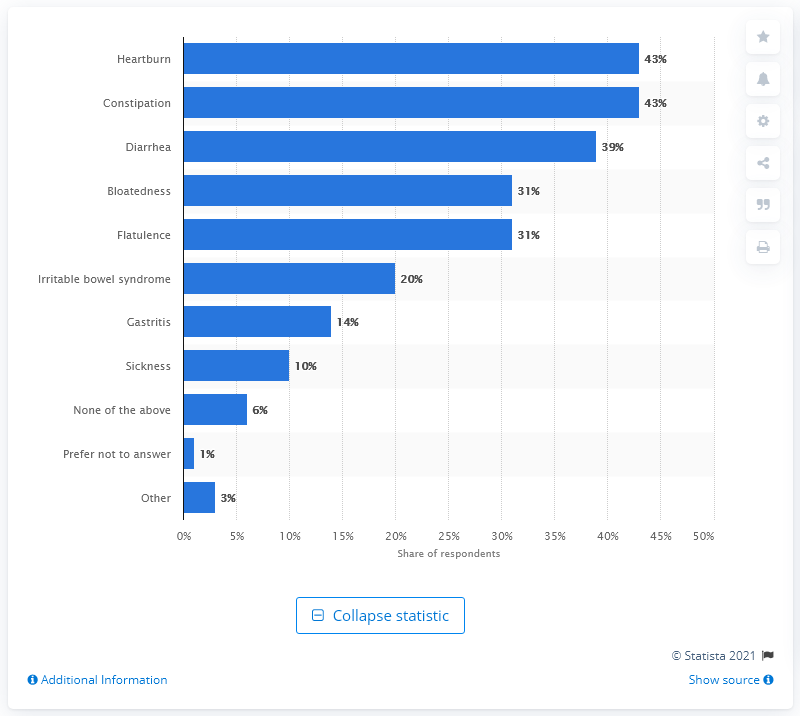 Heartburn 43%
Constipation 43%
Diarrhea 39%
Bloatedness 31%
Flatulence 31%
Irritable bowel syndrome 20%
Gastritis 14%
Sickness 10%
None of the above 6%
Prefer not to answer 1%
Other 3%
0% 5% 10% 15% 20% 25% 30% 35% 40% 45% 50%
Share of respondents
Collapse statistic
© Statista 2021
Additional Information Show source